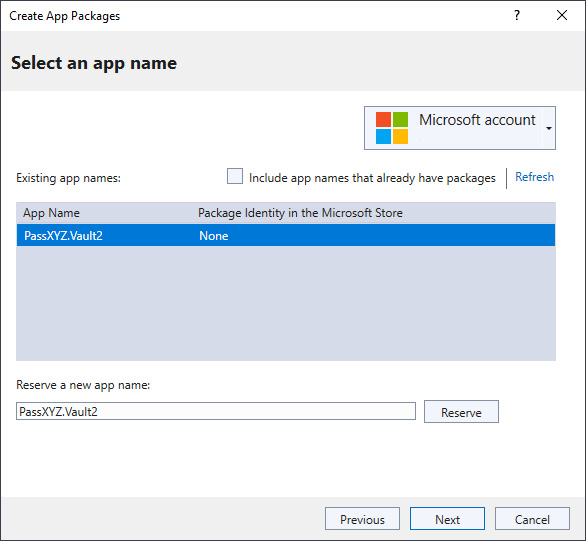 Create App Packages ?
Select an app name
Microsoft account
Existing app names: Include app names that already have packages Refresh
App Name Package Identity in the Microsoft Store
PassXYZ.Vault2 None
Reserve a new app name:
PassXYZ.Vault2 Reserve
Previous Next Cancel